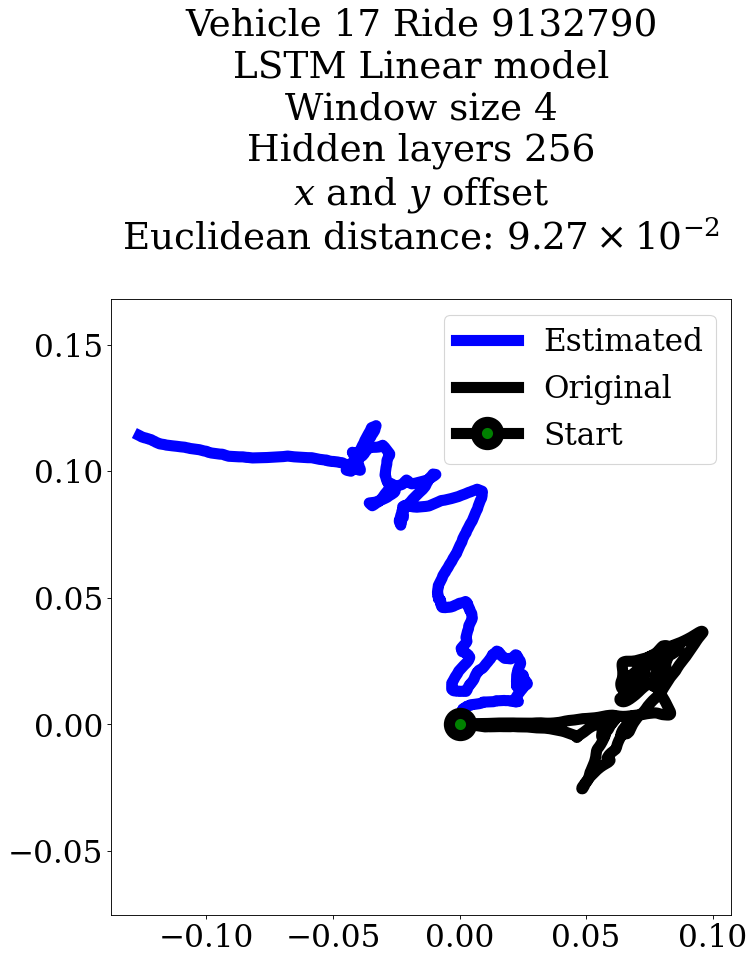 Vehicle 17 Ride 9132790
LSTM Linear model
Window size 4
Hidden layers 256
x and y offset
Euclidean distance: 9.27 × 10⁻²
Estimated
Original
Start
0.15
0.10
0.05
0.00
−0.05
−0.10 −0.05 0.00 0.05 0.10